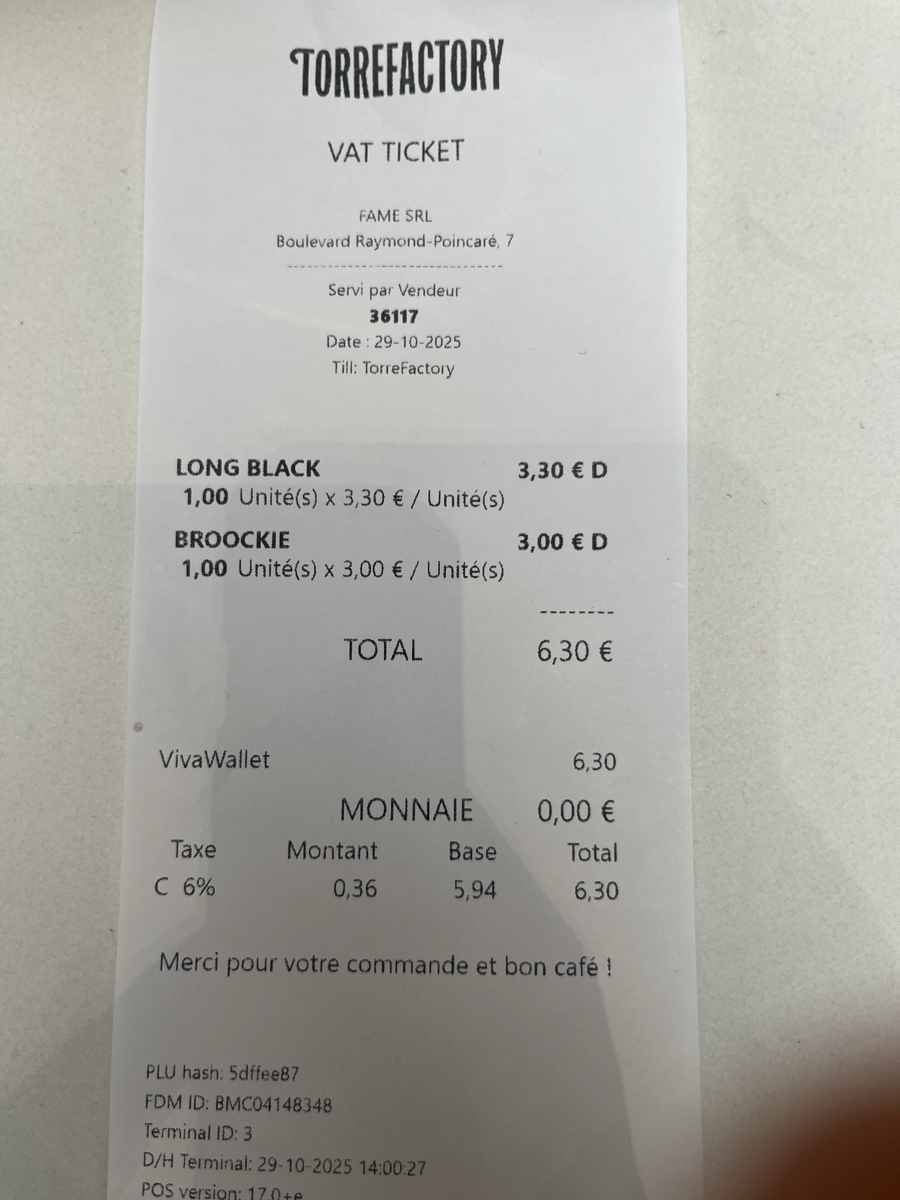 TORREFACTORY
VAT TICKET
FAME SRL
Boulevard Raymond-Poincaré, 7
--------------------------------
Servi par Vendeur
36117
Date : 29-10-2025
Till: TorreFactory
LONG BLACK 3,30 € D
1,00 Unité(s) x 3,30 € / Unité(s)
BROOCKIE 3,00 € D
1,00 Unité(s) x 3,00 € / Unité(s)
--------
TOTAL 6,30 €
VivaWallet 6,30
MONNAIE 0,00 €
Taxe Montant Base Total
C 6% 0,36 5,94 6,30
Merci pour votre commande et bon café !
PLU hash: 5dffee87
FDM ID: BMC04148348
Terminal ID: 3
D/H Terminal: 29-10-2025 14:00:27
POS version: 17.0+e